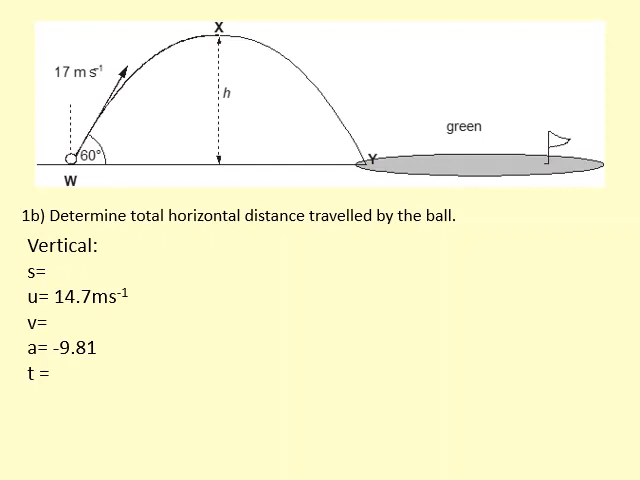 X
17 m s⁻¹
h
green
60°
Y
W
1b) Determine total horizontal distance travelled by the ball.
Vertical:
s=
u= 14.7ms⁻¹
v=
a= -9.81
t =